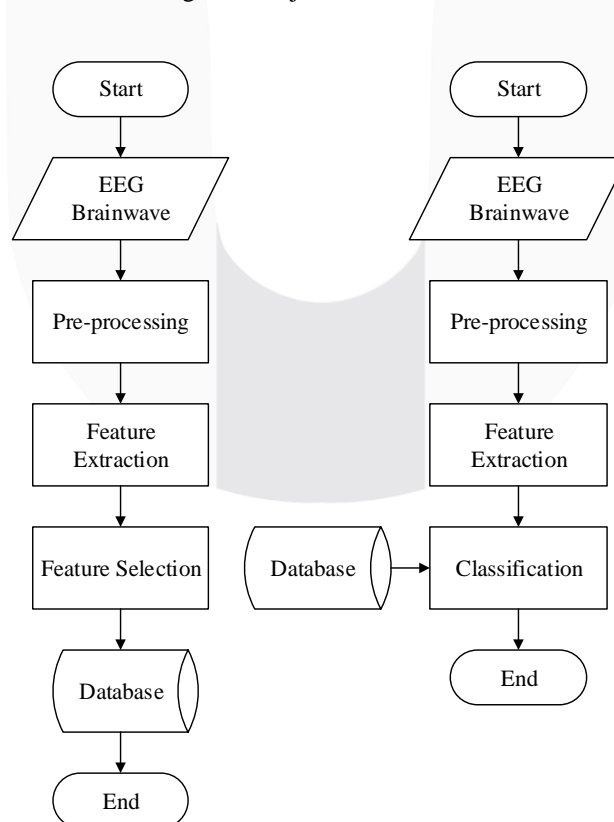 Start
EEG
Brainwave
Pre-processing
Feature
Extraction
Feature Selection
Database
End
Start
EEG
Brainwave
Pre-processing
Feature
Extraction
Database
Classification
End